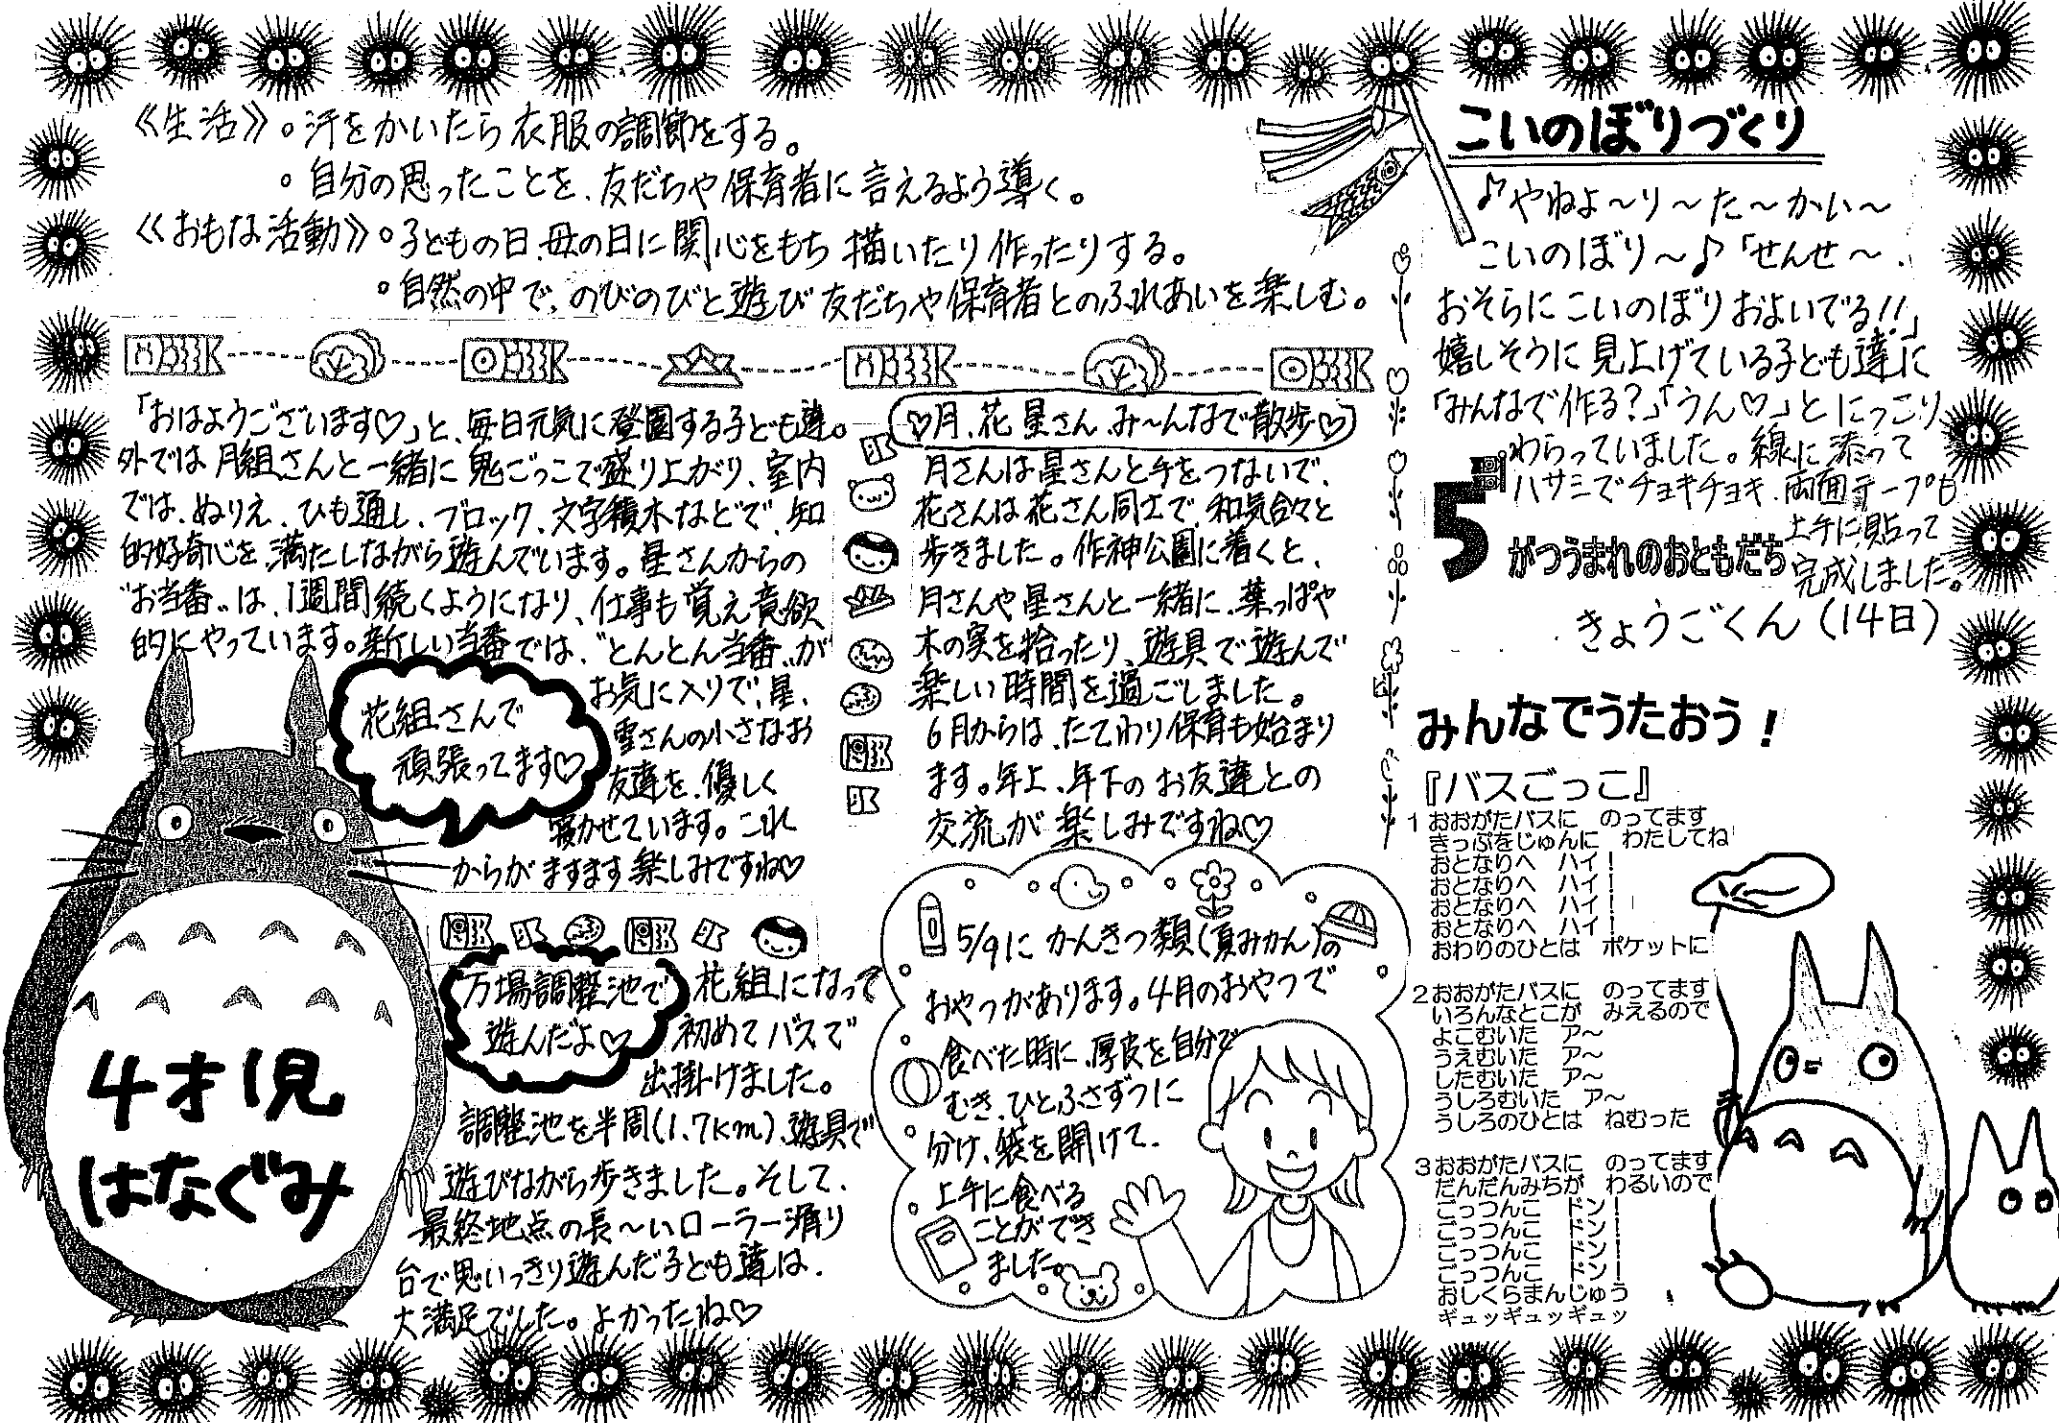 《生活》。汗をかいたら衣服の調節をする。
。自分の思ったことを、友だちや保育者に言えるよう導く。
《おもな活動》。子どもの日、母の日に関心をもち描いたり作ったりする。
。自然の中で、のびのびと遊び友だちや保育者とのふれあいを楽しむ。
「おはようございます♡」と、毎日元気に登園する子ども達。
外では月組さんと一緒に鬼ごっこで盛り上がり、室内
では、ぬりえ、ひも通し、ブロック、文字積木などで、知
的好奇心を満たしながら遊んでいます。星さんからの
"お当番"は、1週間続くようになり、仕事も覚え意欲
的にやっています。新しい当番では、"とんとん当番"が
お気に入りで、星、
雪さんの小さなお
友達を、優しく
寝かせています。これ
からがますます楽しみですね♡
花組さんで
頑張ってます♡
4才児
はなぐみ
万場調整池で
遊んだよ♡
花組になって
初めてバスで
出掛けました。
調整池を半周(1.7km)、遊具で
遊びながら歩きました。そして、
最終地点の長〜いローラー滑り
台で思いっきり遊んだ子ども達は、
大満足でした。よかったね♡
♡月、花、星さん み〜んなで散歩♡
月さんは星さんと手をつないで、
花さんは花さん同士で、和気合々と
歩きました。作神公園に着くと、
月さんや星さんと一緒に、葉っぱや
木の実を拾ったり、遊具で遊んで
楽しい時間を過ごしました。
6月からは、たてわり保育も始まり
ます。年上、年下のお友達との
交流が楽しみですね♡
5/9に かんきつ類(夏みかん)の
おやつがあります。4月のおやつで
食べた時に、厚皮を自分で
むき、ひとふさずつに
分け、袋を開けて、
上手に食べる
ことができ
ました。
こいのぼりづくり
♪やねよ〜り〜た〜かい〜
こいのぼり〜♪「せんせ〜、
おそらにこいのぼりおよいでる!!」
嬉しそうに見上げている子ども達に
「みんなで作る?」「うん♡」とにっこり
わらっていました。線に添って
ハサミでチョキチョキ、両面テープも
上手に貼って
完成しました。
5
がつうまれのおともだち
きょうごくん(14日)
みんなでうたおう!
『バスごっこ』
1 おおがたバスに のってます
きっぷをじゅんに わたしてね
おとなりへ ハイ!
おとなりへ ハイ!
おとなりへ ハイ!
おとなりへ ハイ!
おわりのひとは ポケットに
2 おおがたバスに のってます
いろんなとこが みえるので
よこむいた ア〜
うえむいた ア〜
したむいた ア〜
うしろむいた ア〜
うしろのひとは ねむった
3 おおがたバスに のってます
だんだんみちが わるいので
ごっつんこ ドン!
ごっつんこ ドン!
ごっつんこ ドン!
ごっつんこ ドン!
おしくらまんじゅう
ギュッギュッギュッ